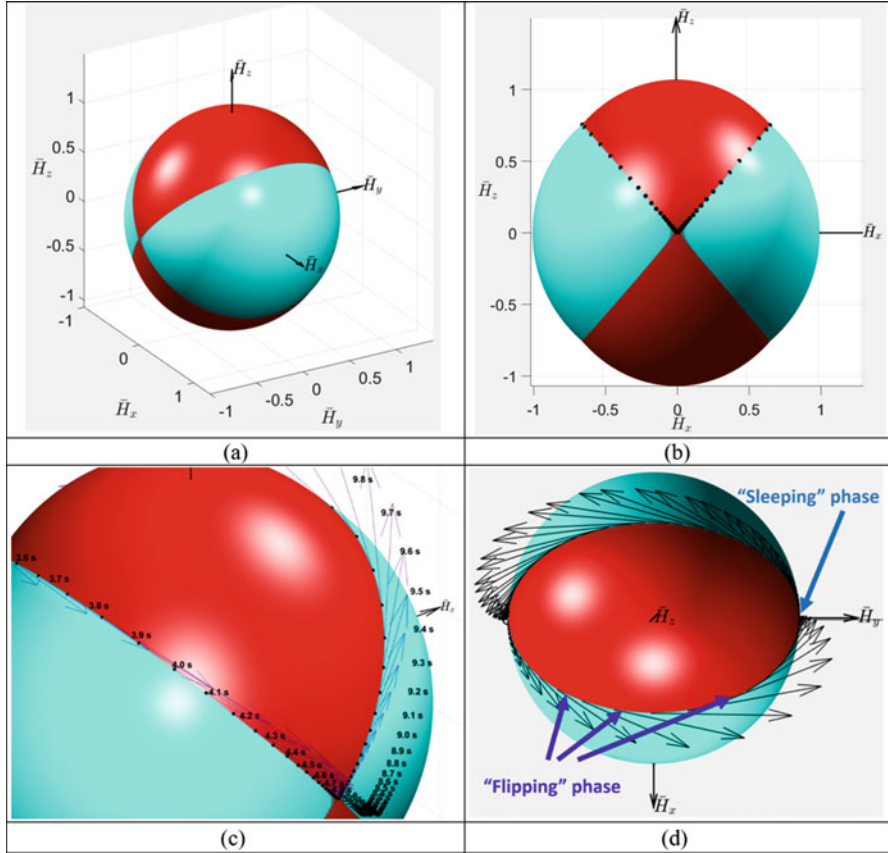 H̄z
1
0.5
H̄z
0
-0.5
-1
H̄y
H̄x
-1
0
H̄x
1
-1
-0.5
0
0.5
1
H̄y
(a)
H̄z
1
0.5
H̄z
0
H̄x
-0.5
-1
-1
-0.5
0
0.5
1
H̄x
(b)
9.8 s
9.7 s
3.6 s
9.6 s
3.7 s
9.5 s
3.8 s
H̄x
9.4 s
3.9 s
9.3 s
4.0 s
9.2 s
4.1 s
9.1 s
4.2 s
9.0 s
4.3 s
8.9 s
4.4 s
8.8 s
4.5 s
8.7 s
4.6 s
(c)
"Sleeping" phase
H̄z
H̄y
"Flipping" phase
H̄x
(d)